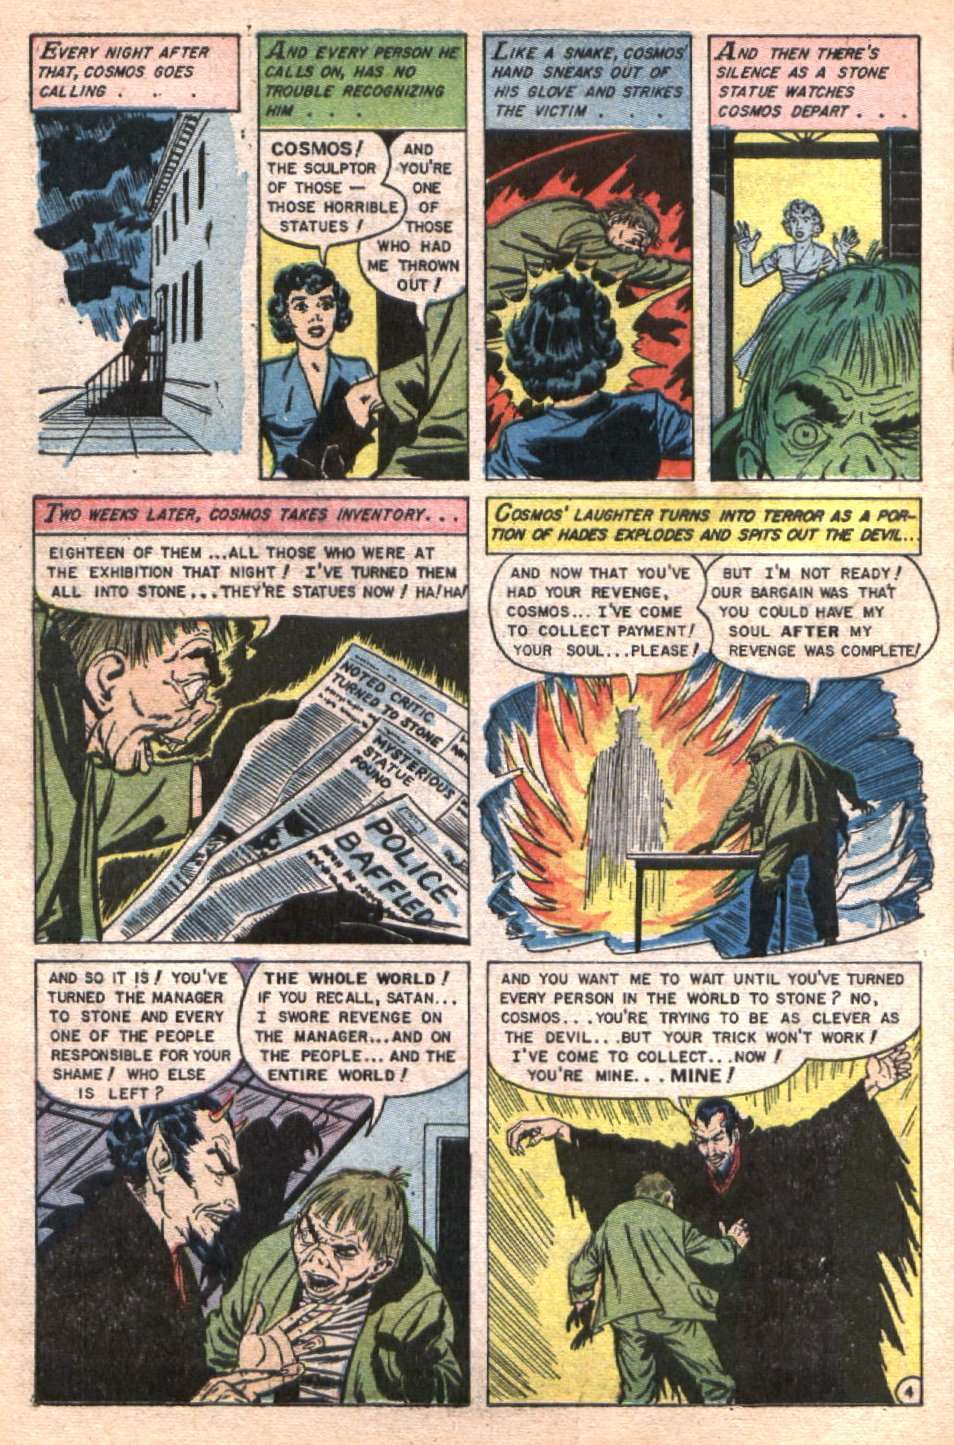 EVERY NIGHT AFTER
THAT, COSMOS GOES
CALLING . . .
AND EVERY PERSON HE
CALLS ON, HAS NO
TROUBLE RECOGNIZING
HIM . . .
COSMOS!
THE SCULPTOR
OF THOSE —
THOSE HORRIBLE
STATUES!
AND
YOU'RE
ONE
OF
THOSE
WHO HAD
ME THROWN
OUT!
LIKE A SNAKE, COSMOS'
HAND SNEAKS OUT OF
HIS GLOVE AND STRIKES
THE VICTIM . . .
AND THEN THERE'S
SILENCE AS A STONE
STATUE WATCHES
COSMOS DEPART . . .
TWO WEEKS LATER, COSMOS TAKES INVENTORY...
EIGHTEEN OF THEM...ALL THOSE WHO WERE AT
THE EXHIBITION THAT NIGHT! I'VE TURNED THEM
ALL INTO STONE...THEY'RE STATUES NOW! HA!HA!
NOTED CRITIC
TURNED TO STONE
MYSTERIOUS
STATUE
FOUND
POLICE
BAFFLED
COSMOS' LAUGHTER TURNS INTO TERROR AS A POR-
TION OF HADES EXPLODES AND SPITS OUT THE DEVIL...
AND NOW THAT YOU'VE
HAD YOUR REVENGE,
COSMOS...I'VE COME
TO COLLECT PAYMENT!
YOUR SOUL...PLEASE!
BUT I'M NOT READY!
OUR BARGAIN WAS THAT
YOU COULD HAVE MY
SOUL AFTER MY
REVENGE WAS COMPLETE!
AND SO IT IS! YOU'VE
TURNED THE MANAGER
TO STONE AND EVERY
ONE OF THE PEOPLE
RESPONSIBLE FOR YOUR
SHAME! WHO ELSE
IS LEFT?
THE WHOLE WORLD!
IF YOU RECALL, SATAN...
I SWORE REVENGE ON
THE MANAGER...AND ON
THE PEOPLE...AND THE
ENTIRE WORLD!
AND YOU WANT ME TO WAIT UNTIL YOU'VE TURNED
EVERY PERSON IN THE WORLD TO STONE? NO,
COSMOS...YOU'RE TRYING TO BE AS CLEVER AS
THE DEVIL...BUT YOUR TRICK WON'T WORK!
I'VE COME TO COLLECT...NOW!
YOU'RE MINE...MINE!
4